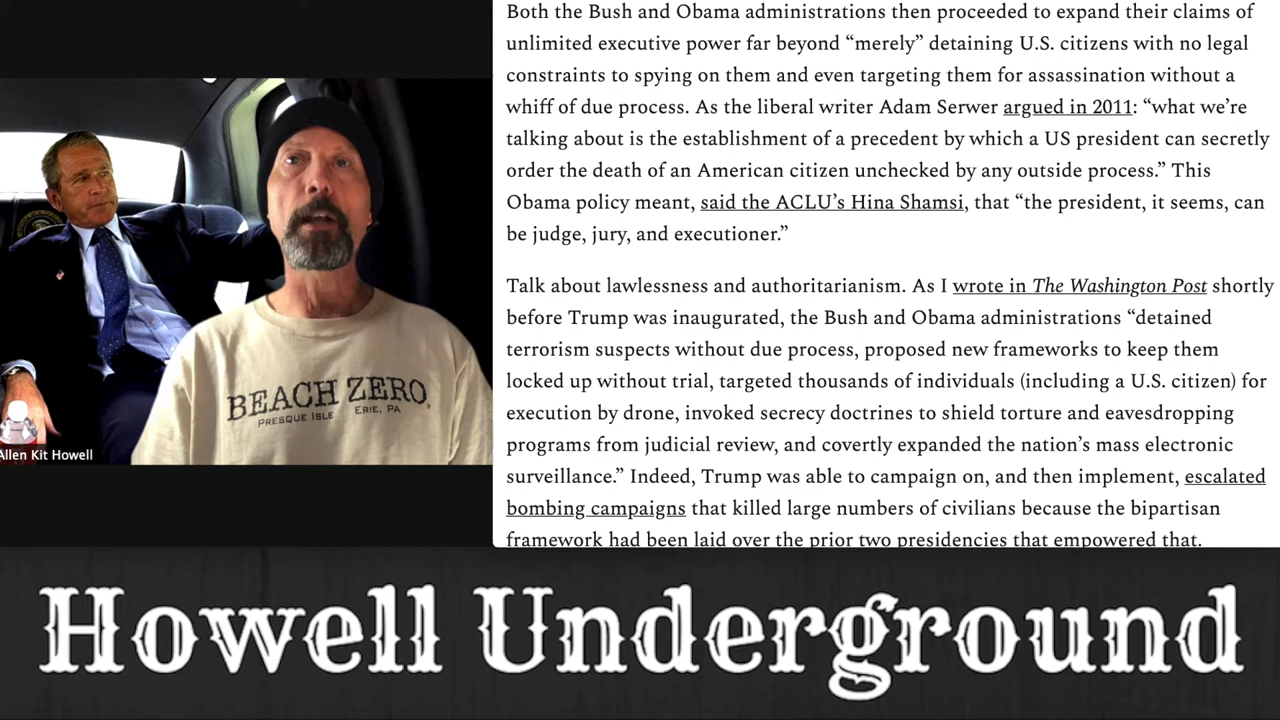 Both the Bush and Obama administrations then proceeded to expand their claims of
unlimited executive power far beyond “merely” detaining U.S. citizens with no legal
constraints to spying on them and even targeting them for assassination without a
whiff of due process. As the liberal writer Adam Serwer argued in 2011: “what we’re
talking about is the establishment of a precedent by which a US president can secretly
order the death of an American citizen unchecked by any outside process.” This
Obama policy meant, said the ACLU’s Hina Shamsi, that “the president, it seems, can
be judge, jury, and executioner.”
Talk about lawlessness and authoritarianism. As I wrote in The Washington Post shortly
before Trump was inaugurated, the Bush and Obama administrations “detained
terrorism suspects without due process, proposed new frameworks to keep them
locked up without trial, targeted thousands of individuals (including a U.S. citizen) for
execution by drone, invoked secrecy doctrines to shield torture and eavesdropping
programs from judicial review, and covertly expanded the nation’s mass electronic
surveillance.” Indeed, Trump was able to campaign on, and then implement, escalated
bombing campaigns that killed large numbers of civilians because the bipartisan
framework had been laid over the prior two presidencies that empowered that.
BEACH ZERO
PRESQUE ISLE ERIE, PA
Allen Kit Howell
Howell Underground